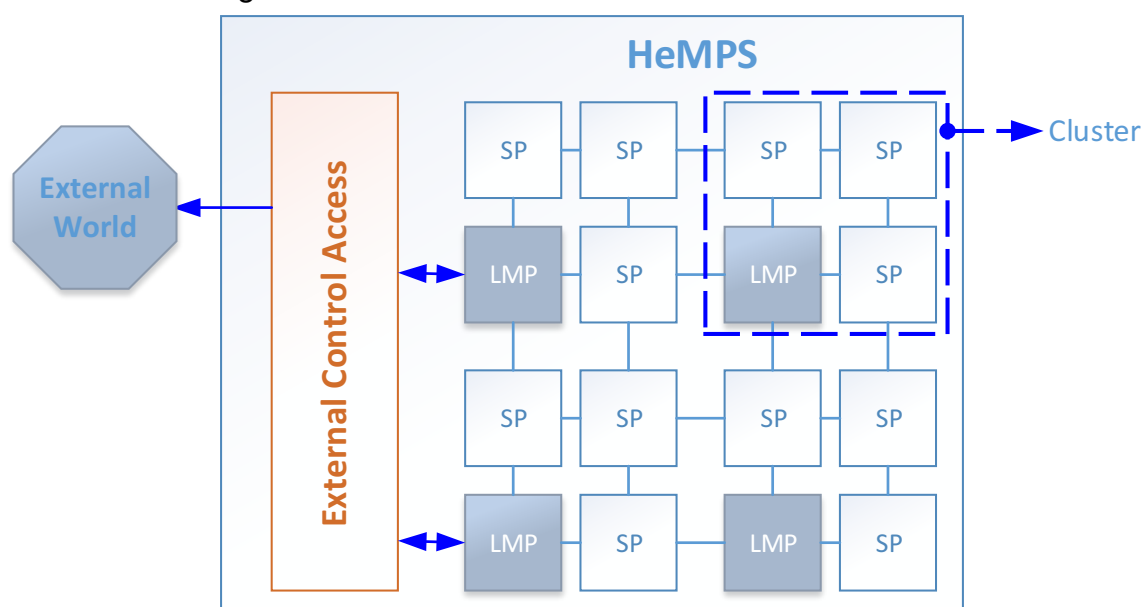 HeMPS
External
World
External Control Access
Cluster
SP SP SP SP
LMP SP LMP SP
SP SP SP SP
LMP SP LMP SP